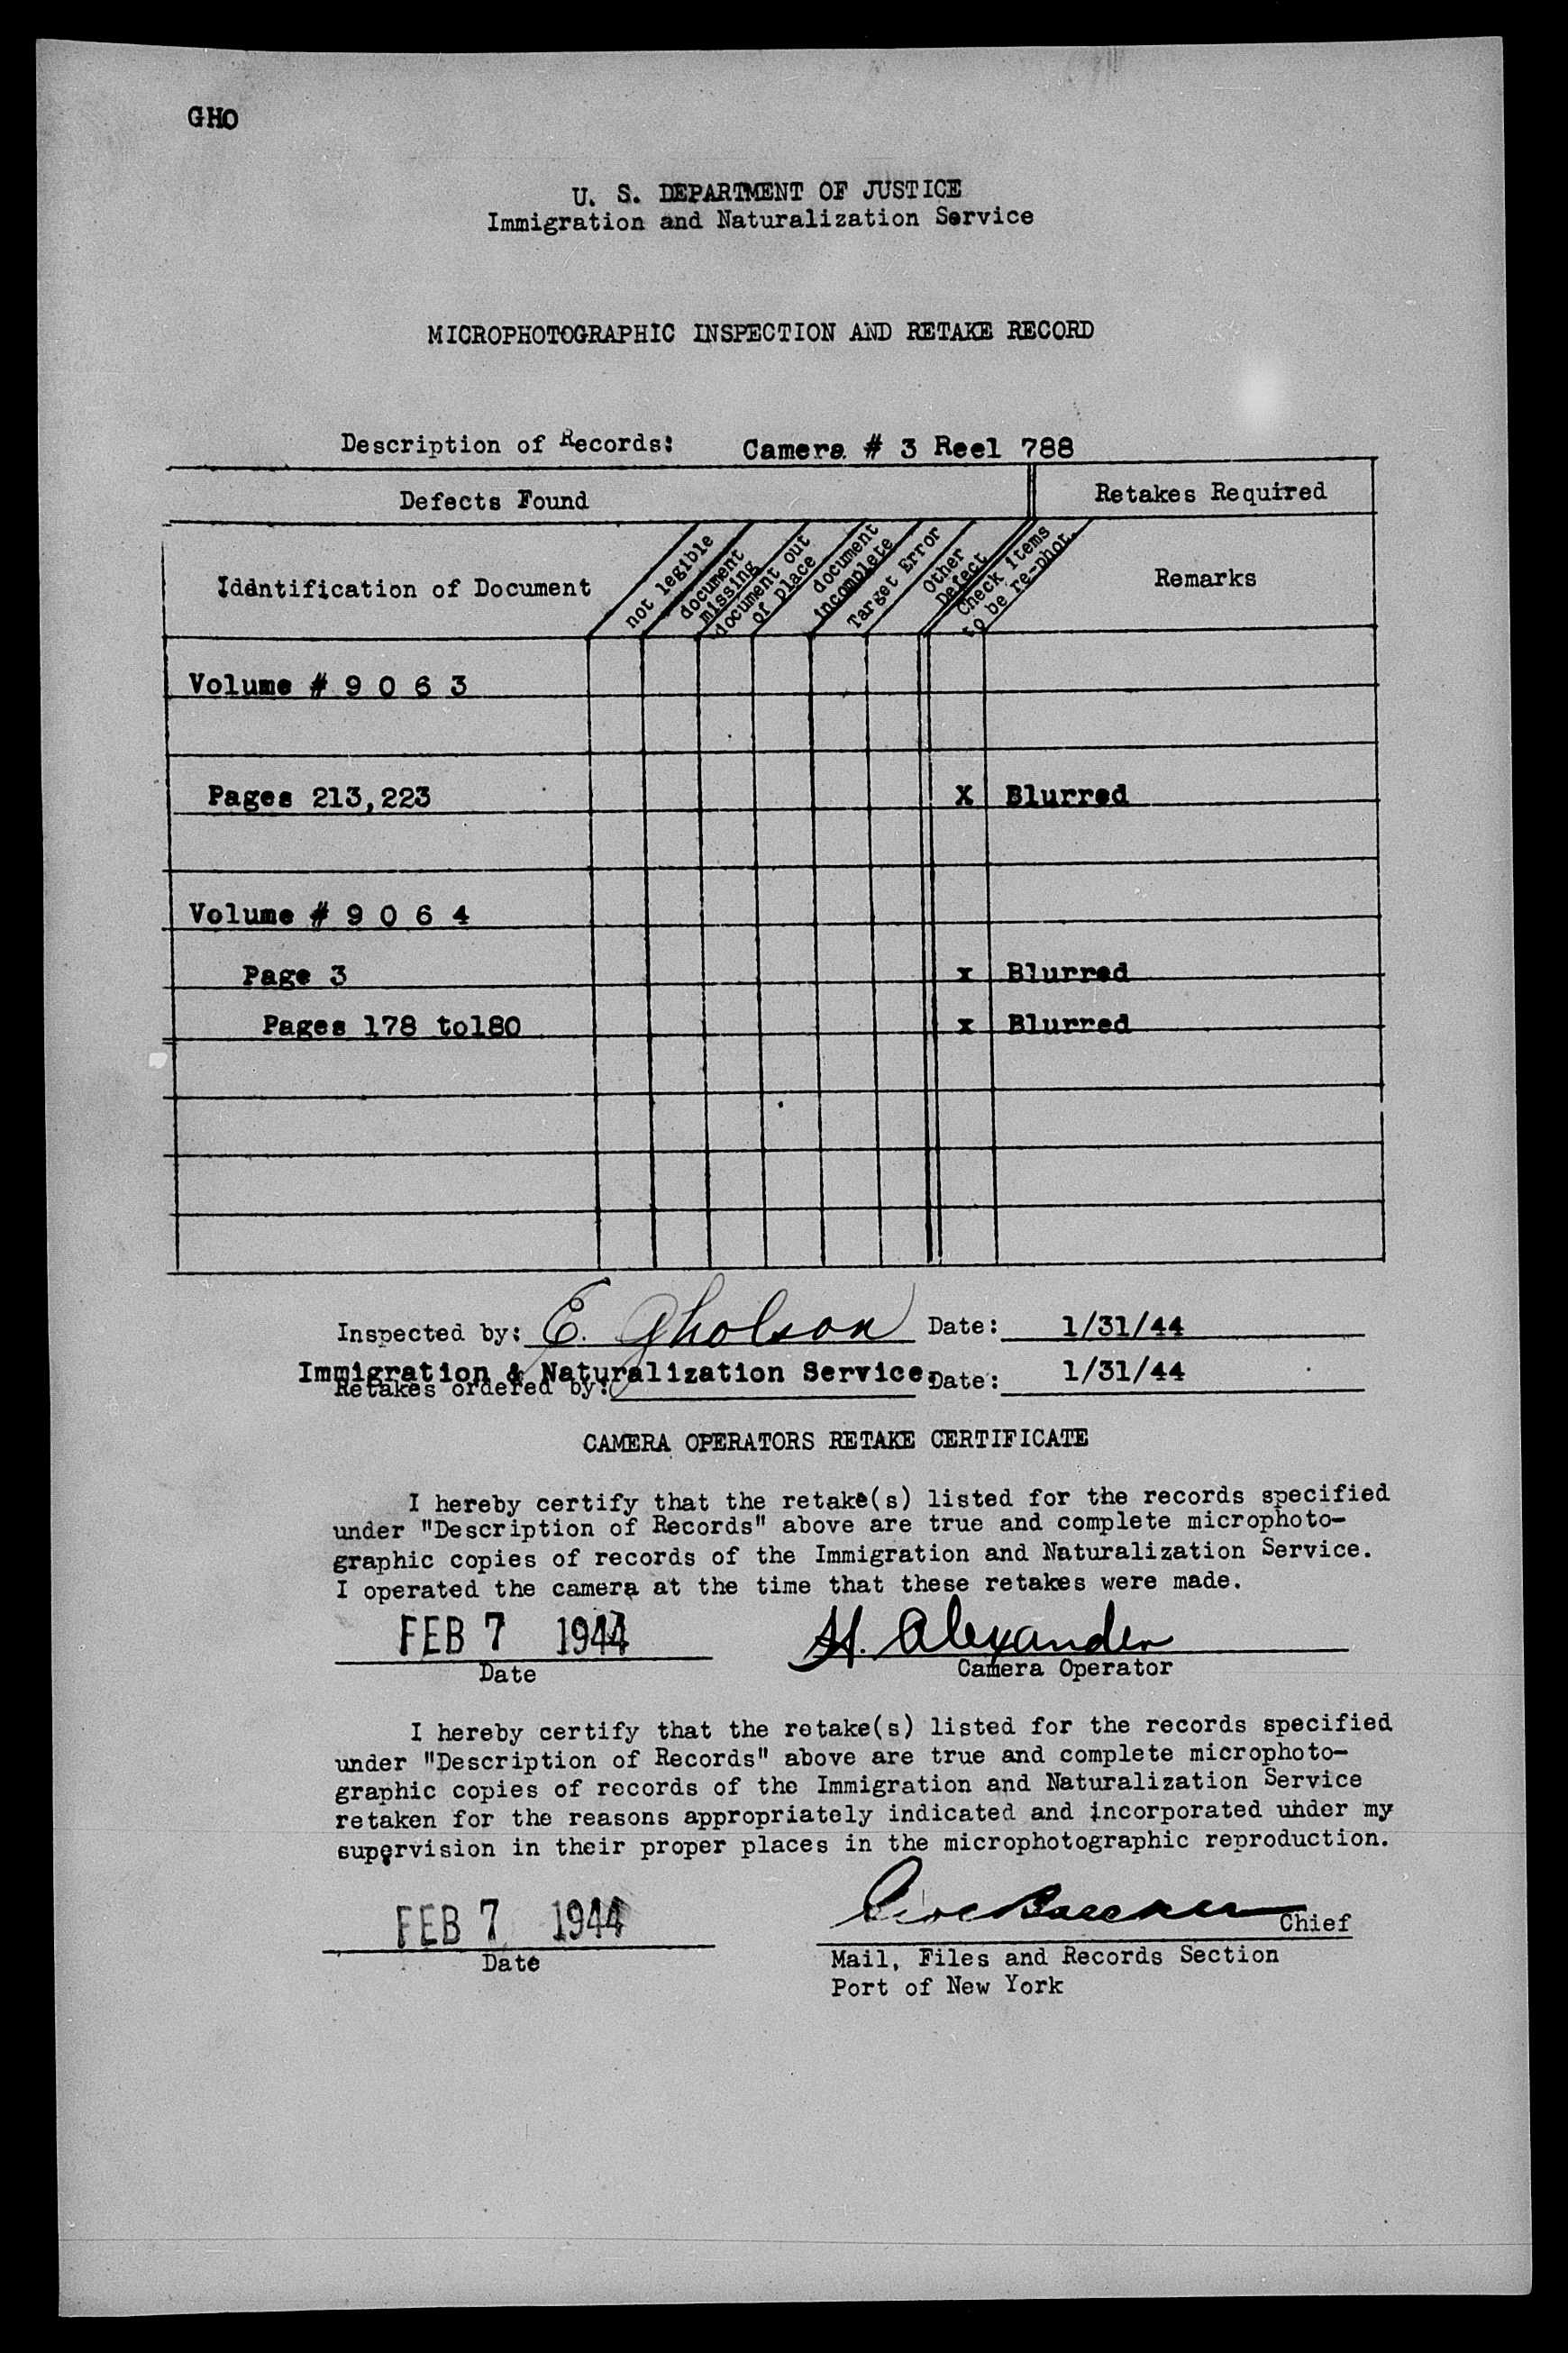 GHO
U. S. DEPARTMENT OF JUSTICE
Immigration and Naturalization Service
MICROPHOTOGRAPHIC INSPECTION AND RETAKE RECORD
Description of Records: Camera # 3 Reel 788
Defects Found Retakes Required
Identification of Document
not legible
document missing
document out of place
document incomplete
Target Error
Other Defect
Check items to be re-phot.
Remarks
Volume # 9 0 6 3
Pages 213,223 X Blurred
Volume # 9 0 6 4
Page 3 x Blurred
Pages 178 to180 x Blurred
Inspected by: E. Gholson Date: 1/31/44
Immigration & Naturalization Service. 1/31/44
Retakes ordered by: Date:
CAMERA OPERATORS RETAKE CERTIFICATE
I hereby certify that the retake(s) listed for the records specified
under "Description of Records" above are true and complete microphoto-
graphic copies of records of the Immigration and Naturalization Service.
I operated the camera at the time that these retakes were made.
FEB 7 1944 H. Alexander
Date Camera Operator
I hereby certify that the retake(s) listed for the records specified
under "Description of Records" above are true and complete microphoto-
graphic copies of records of the Immigration and Naturalization Service
retaken for the reasons appropriately indicated and incorporated under my
supervision in their proper places in the microphotographic reproduction.
FEB 7 1944 Chief
Date Mail, Files and Records Section
Port of New York